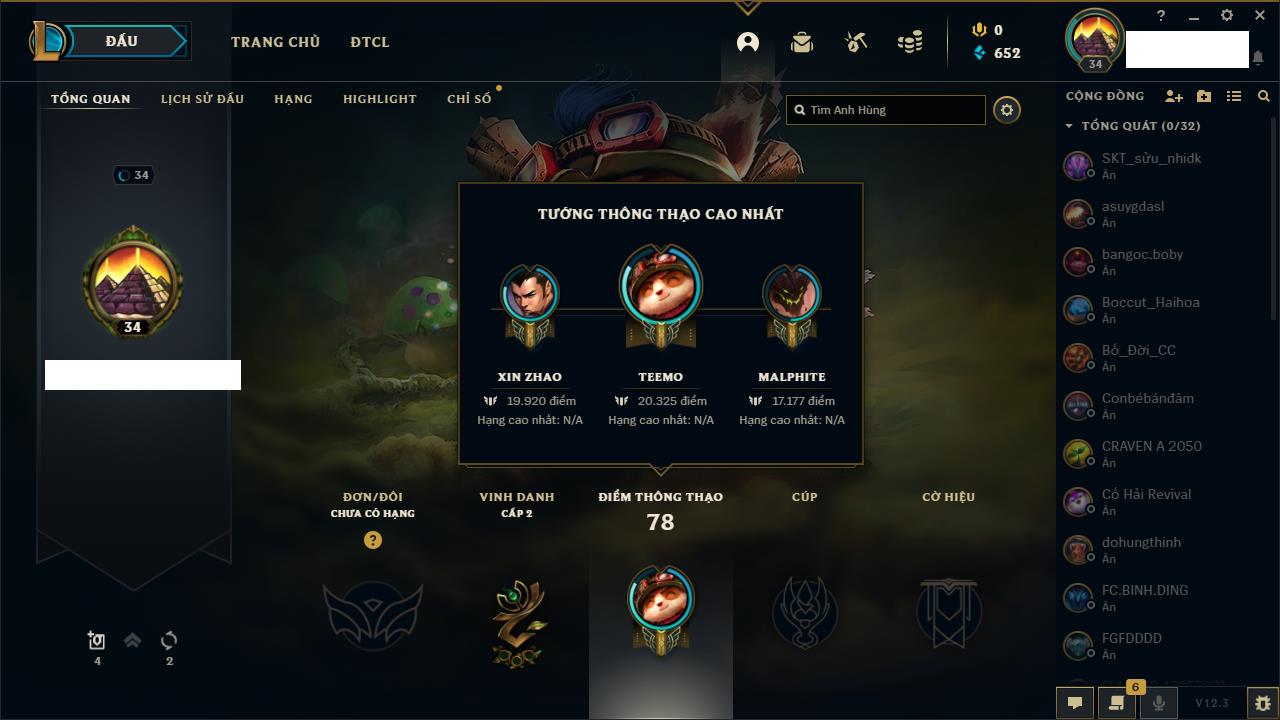 ĐẤU
TRANG CHỦ
ĐTCL
0
652
34
TỔNG QUAN
LỊCH SỬ ĐẤU
HẠNG
HIGHLIGHT
CHỈ SỐ
Tìm Anh Hùng
34
34
TƯỚNG THÔNG THẠO CAO NHẤT
XIN ZHAO
19.920 điểm
Hạng cao nhất: N/A
TEEMO
20.325 điểm
Hạng cao nhất: N/A
MALPHITE
17.177 điểm
Hạng cao nhất: N/A
ĐƠN/ĐÔI
CHƯA CÓ HẠNG
?
VINH DANH
CẤP 2
ĐIỂM THÔNG THẠO
78
CÚP
CỜ HIỆU
4
2
?
CỘNG ĐỒNG
TỔNG QUÁT (0/32)
SKT_sửu_nhidk
Ẩn
asuygdasl
Ẩn
bangoc.boby
Ẩn
Boccut_Haihoa
Ẩn
Bố_Đời_CC
Ẩn
Conbébánđâm
Ẩn
CRAVEN A 2050
Ẩn
Cố Hải Revival
Ẩn
dohungthinh
Ẩn
FC.BINH.DING
Ẩn
FGFDDDD
Ẩn
6
V12.3